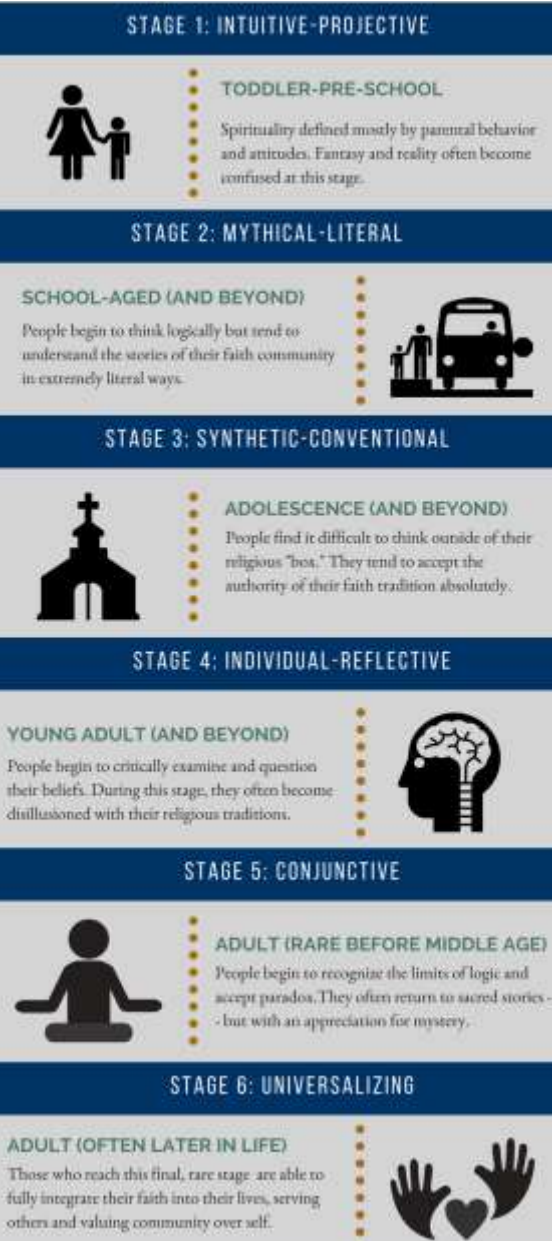 STAGE 1: INTUITIVE-PROJECTIVE
TODDLER-PRE-SCHOOL
Spirituality defined mostly by parental behavior
and attitudes. Fantasy and reality often become
confused at this stage.
STAGE 2: MYTHICAL-LITERAL
SCHOOL-AGED (AND BEYOND)
People begin to think logically but tend to
understand the stories of their faith community
in extremely literal ways.
STAGE 3: SYNTHETIC-CONVENTIONAL
ADOLESCENCE (AND BEYOND)
People find it difficult to think outside of their
religious "box." They tend to accept the
authority of their faith tradition absolutely.
STAGE 4: INDIVIDUAL-REFLECTIVE
YOUNG ADULT (AND BEYOND)
People begin to critically examine and question
their beliefs. During this stage, they often become
disillusioned with their religious traditions.
STAGE 5: CONJUNCTIVE
ADULT (RARE BEFORE MIDDLE AGE)
People begin to recognize the limits of logic and
accept paradox. They often return to sacred stories -
- but with an appreciation for mystery.
STAGE 6: UNIVERSALIZING
ADULT (OFTEN LATER IN LIFE)
Those who reach this final, rare stage are able to
fully integrate their faith into their lives, serving
others and valuing community over self.